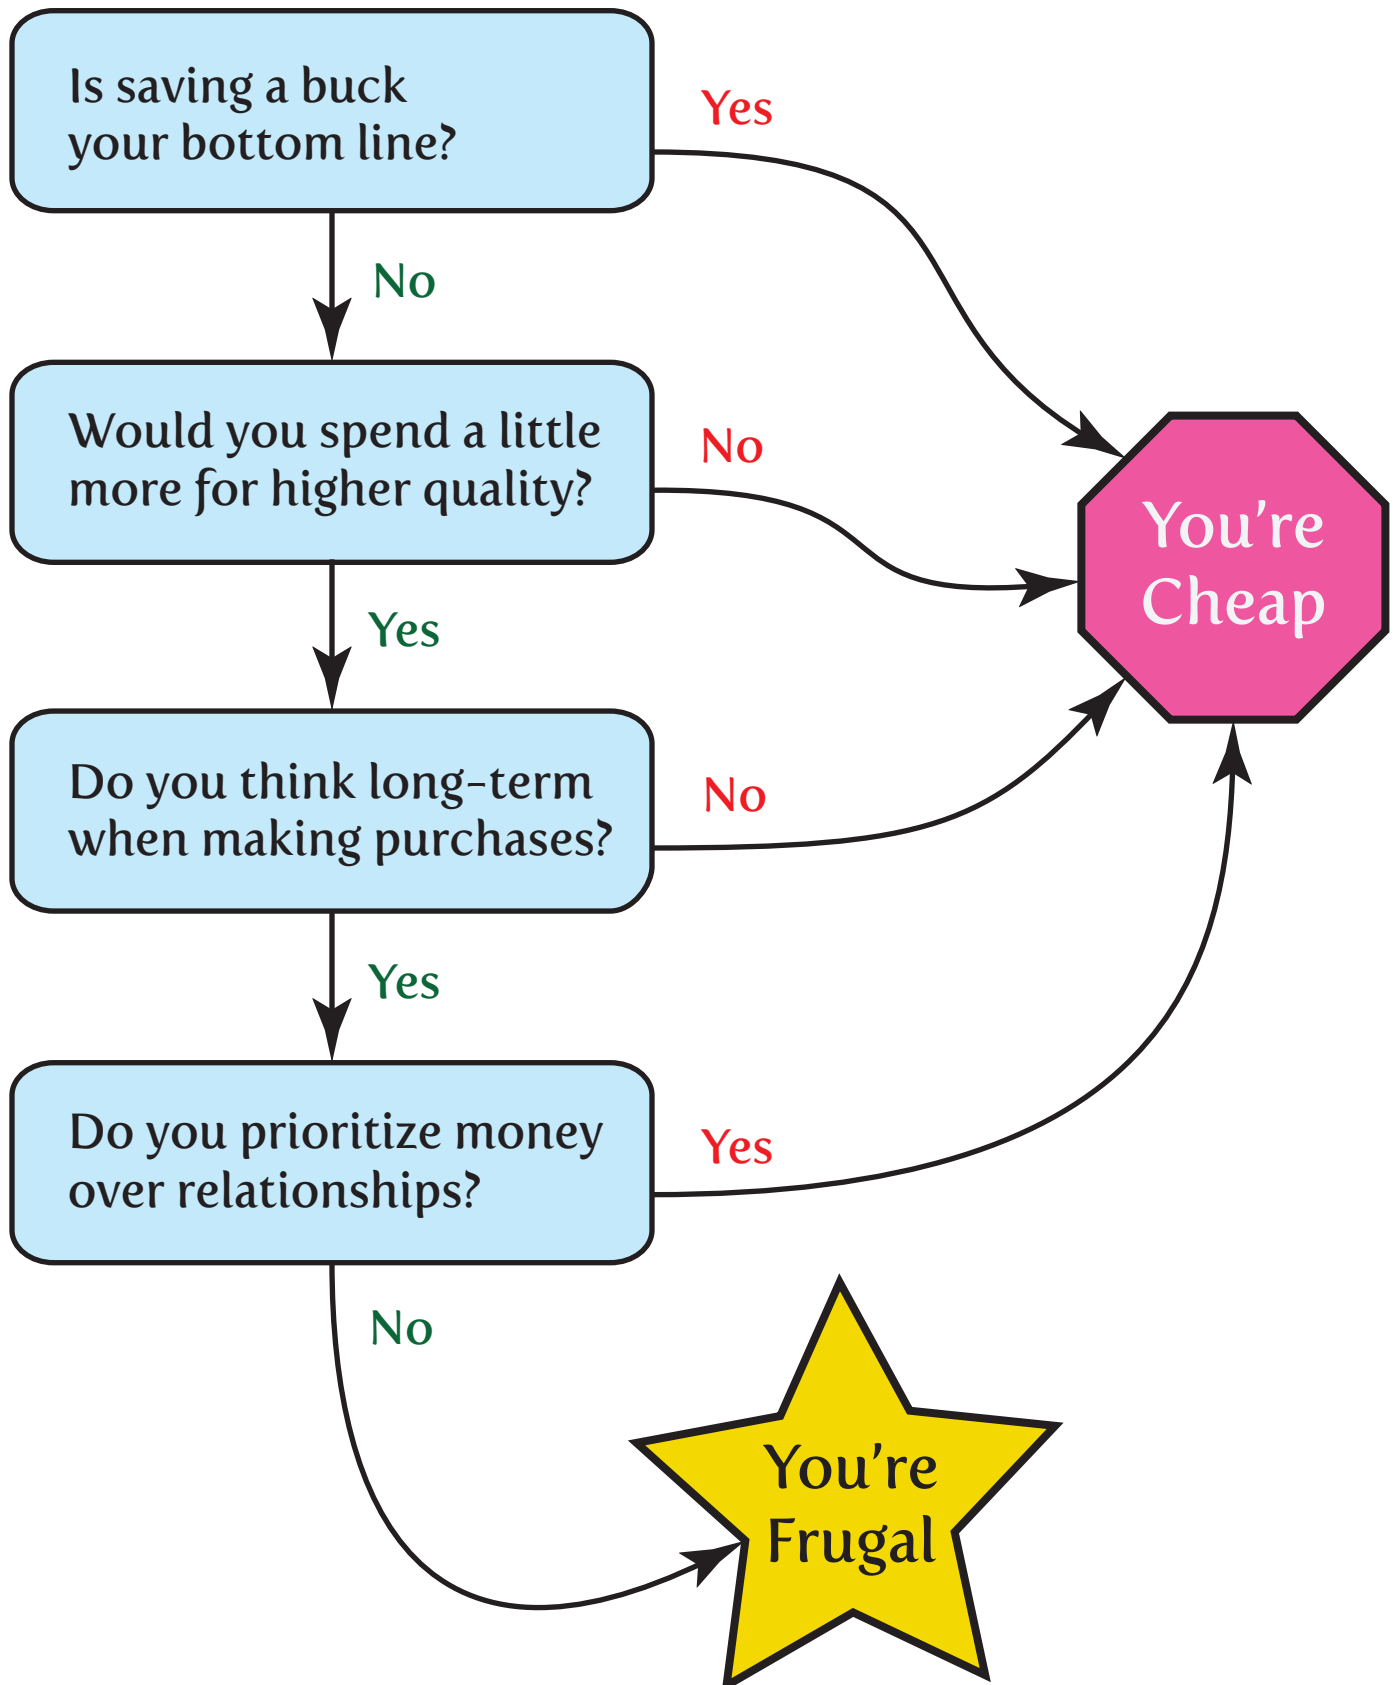 Is saving a buck
your bottom line?
Yes
No
Would you spend a little
more for higher quality?
No
You're
Cheap
Yes
Do you think long-term
when making purchases?
No
Yes
Do you prioritize money
over relationships?
Yes
No
You're
Frugal